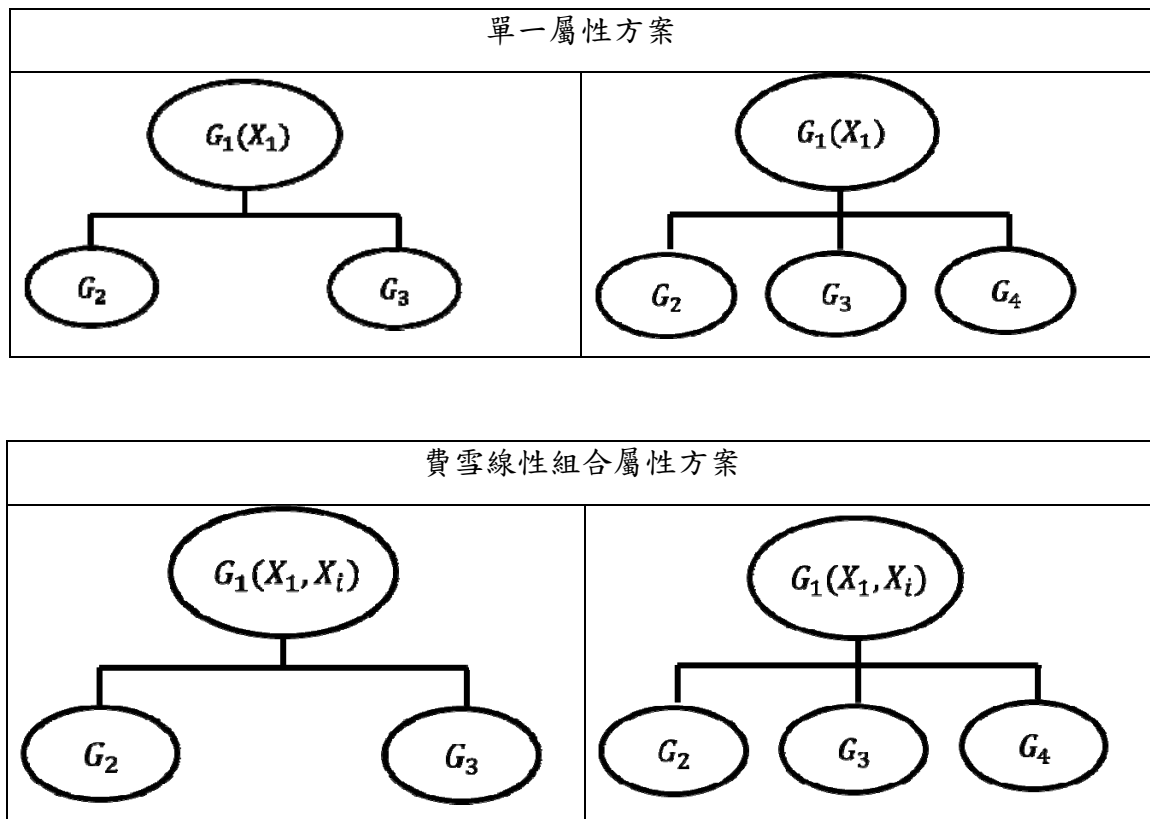 單一屬性方案
G₁(X₁)
G₂ G₃
G₁(X₁)
G₂ G₃ G₄
費雪線性組合屬性方案
G₁(X₁, Xᵢ)
G₂ G₃
G₁(X₁, Xᵢ)
G₂ G₃ G₄